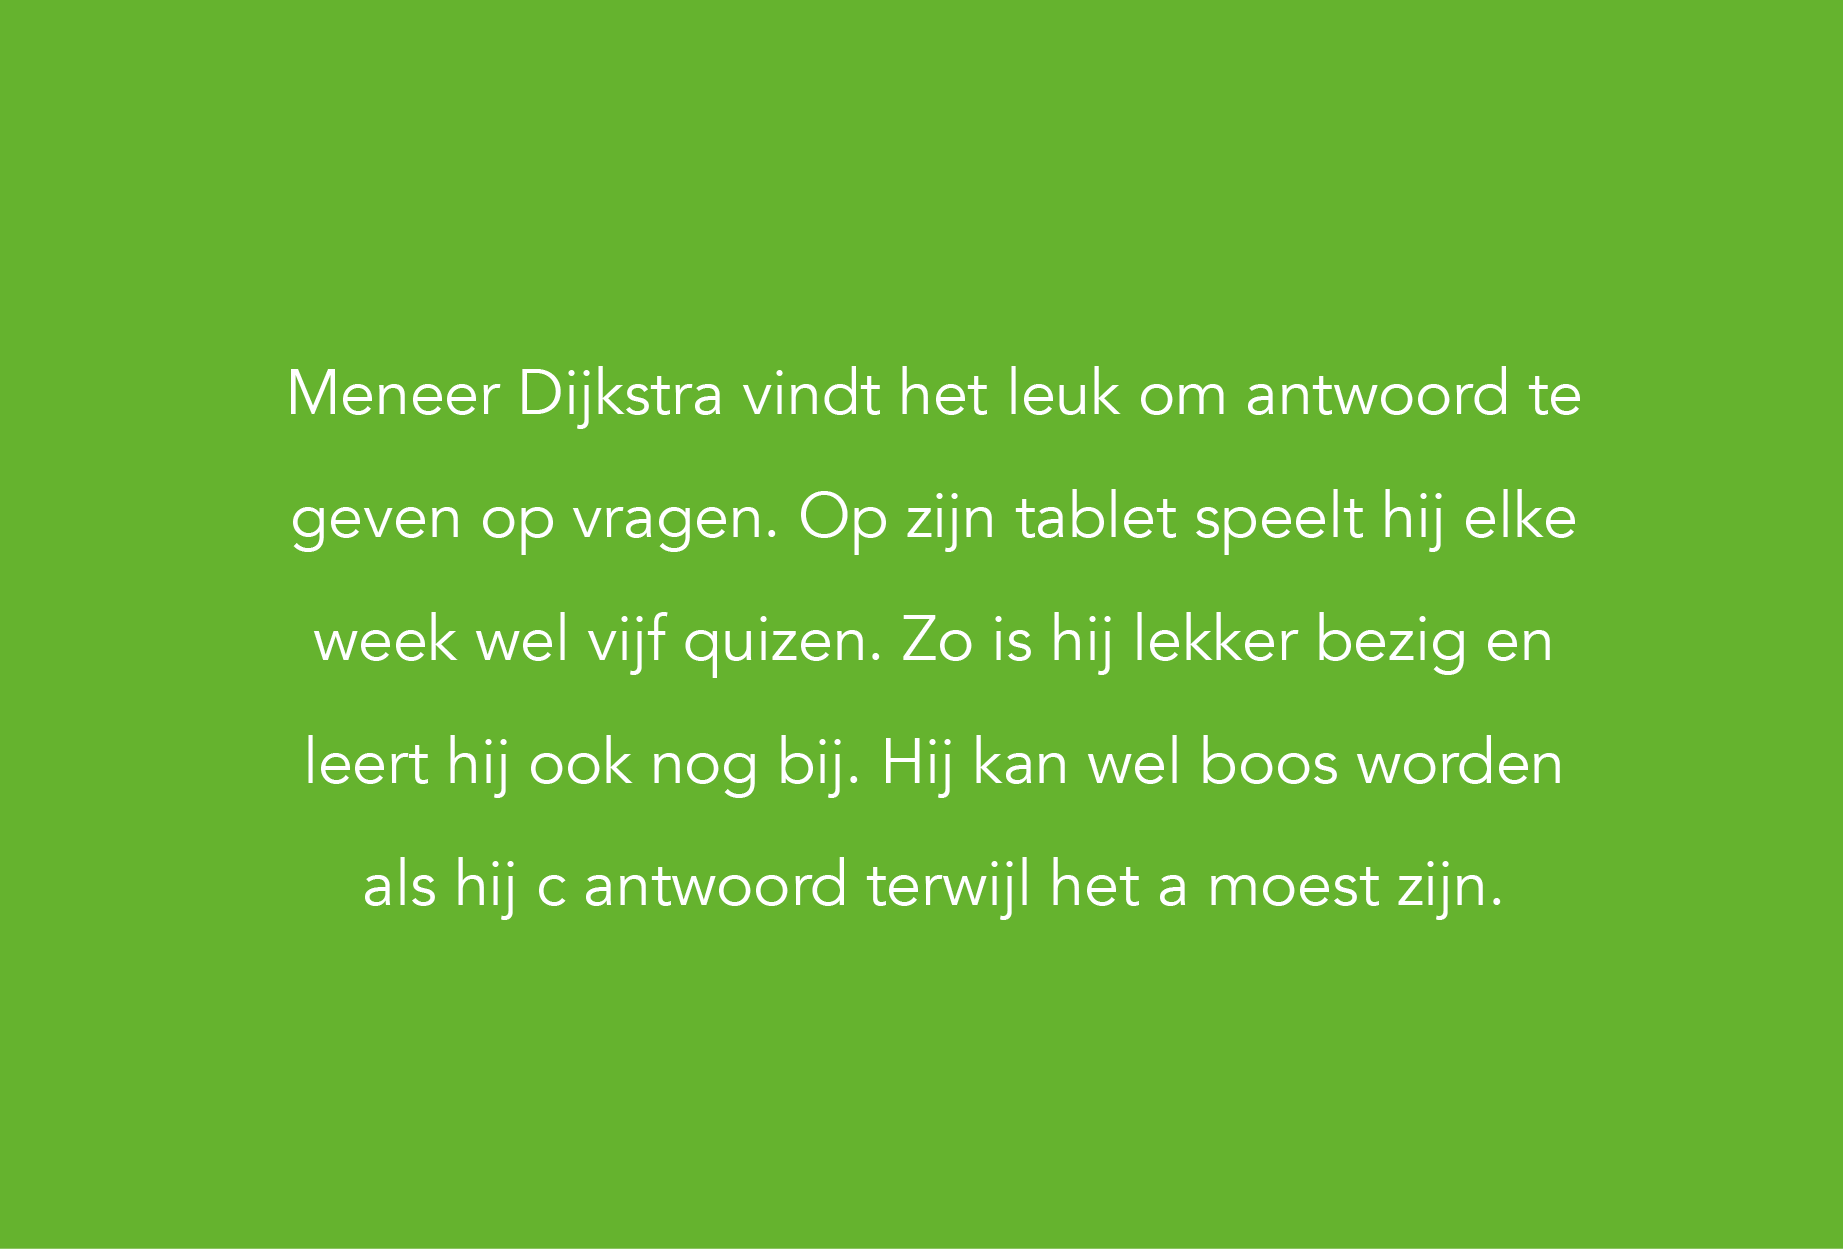 Meneer Dijkstra vindt het leuk om antwoord te
geven op vragen. Op zijn tablet speelt hij elke
week wel vijf quizen. Zo is hij lekker bezig en
leert hij ook nog bij. Hij kan wel boos worden
als hij c antwoord terwijl het a moest zijn.